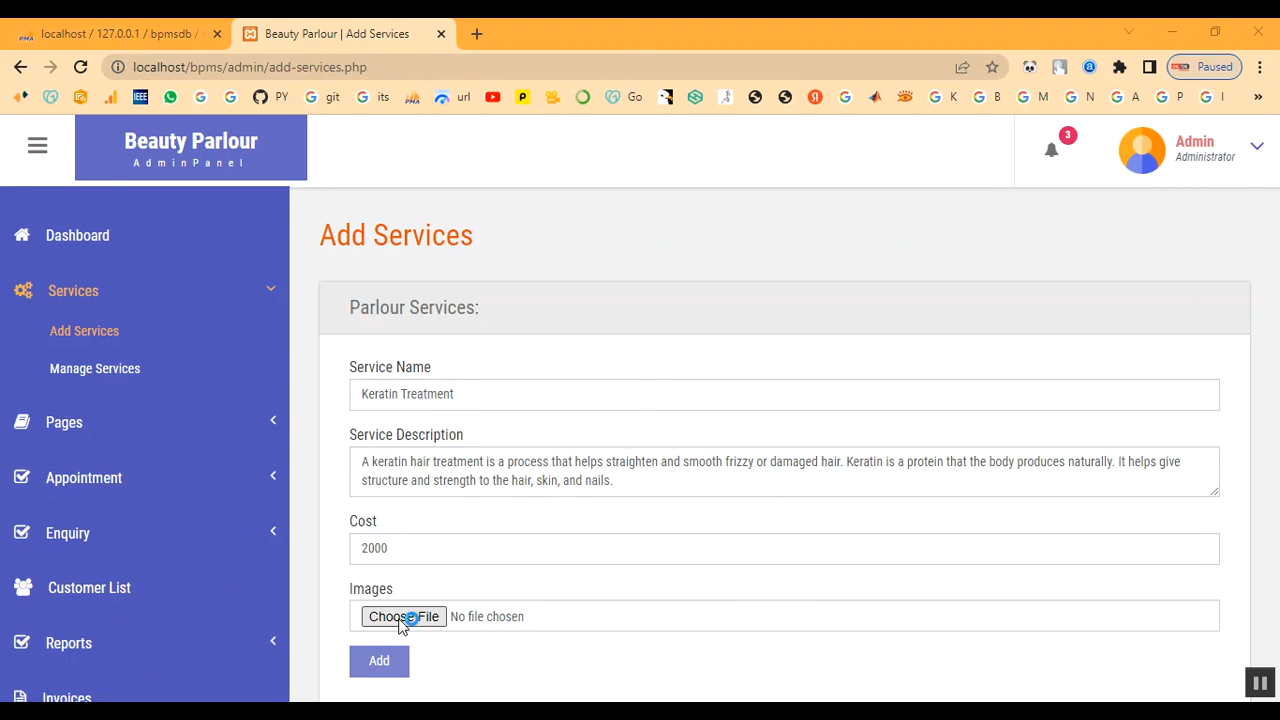 localhost / 127.0.0.1 / bpmsdb /
Beauty Parlour | Add Services
localhost/bpms/admin/add-services.php
Paused
IEEE
PY
git
its
PMA
url
Go
K
B
M
N
A
P
I
Beauty Parlour
AdminPanel
3
Admin
Administrator
Dashboard
Services
Add Services
Manage Services
Pages
Appointment
Enquiry
Customer List
Reports
Invoices
Add Services
Parlour Services:
Service Name
Keratin Treatment
Service Description
A keratin hair treatment is a process that helps straighten and smooth frizzy or damaged hair. Keratin is a protein that the body produces naturally. It helps give
structure and strength to the hair, skin, and nails.
Cost
2000
Images
Choose File No file chosen
Add